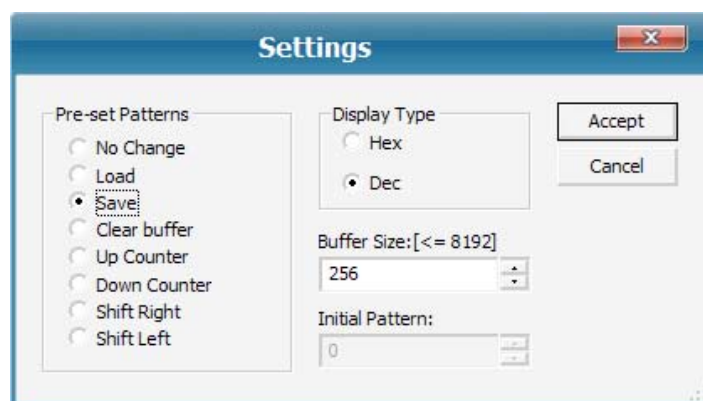 Settings
Pre-set Patterns
No Change
Load
Save
Clear buffer
Up Counter
Down Counter
Shift Right
Shift Left
Display Type
Hex
Dec
Buffer Size:[<= 8192]
256
Initial Pattern:
0
Accept
Cancel